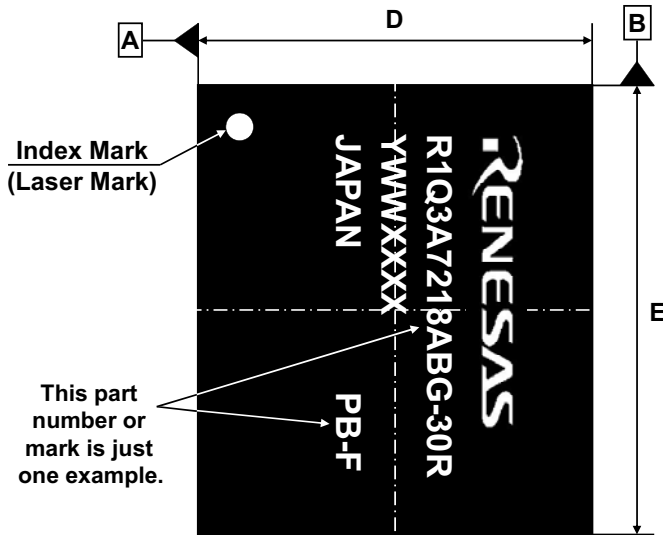 A
D
B
Index Mark
(Laser Mark)
RENESAS
R1Q3A7218ABG-30R
YWWXXXX
JAPAN
PB-F
E
This part
number or
mark is just
one example.